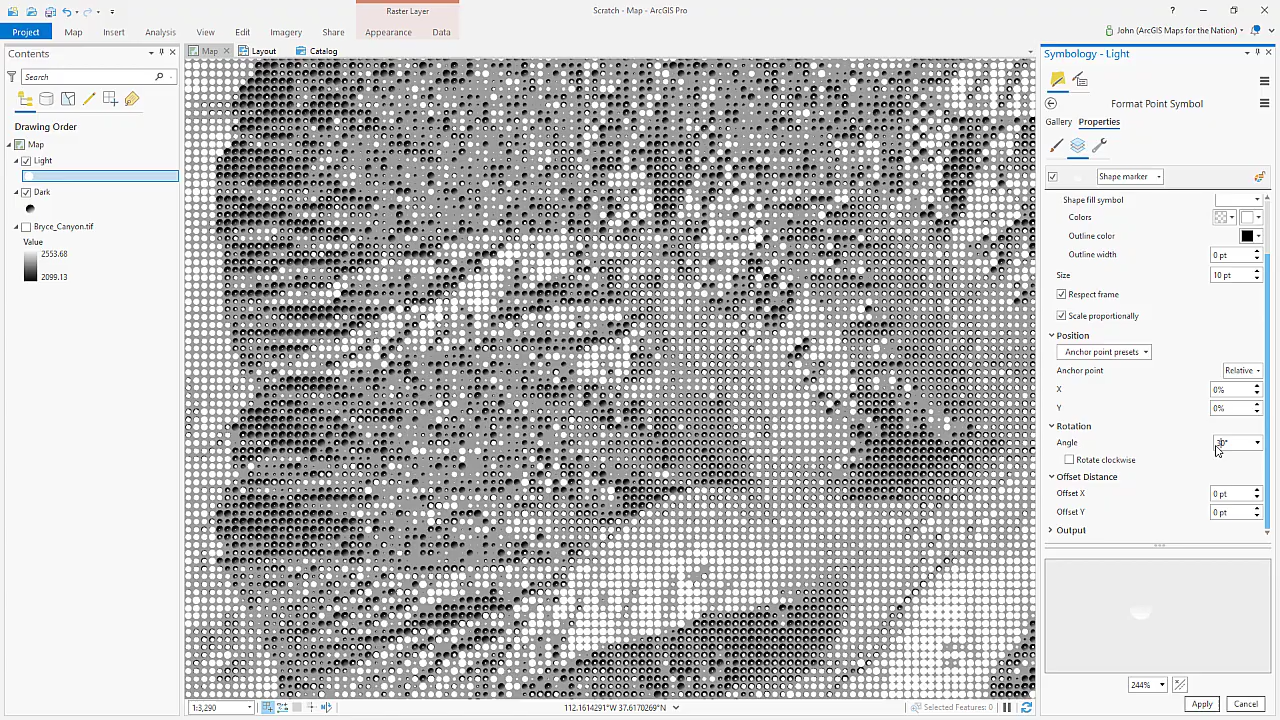 Raster Layer
Scratch - Map - ArcGIS Pro
?
Project
Map
Insert
Analysis
View
Edit
Imagery
Share
Appearance
Data
John (ArcGIS Maps for the Nation)
Contents
Map
Layout
Catalog
Symbology - Light
Search
Format Point Symbol
Gallery
Properties
Drawing Order
Map
Light
Dark
Bryce_Canyon.tif
Value
2553.68
2099.13
Shape marker
Shape fill symbol
Colors
Outline color
Outline width
0 pt
Size
10 pt
Respect frame
Scale proportionally
Position
Anchor point presets
Anchor point
Relative
X
0%
Y
0%
Rotation
Angle
Rotate clockwise
Offset Distance
Offset X
0 pt
Offset Y
0 pt
Output
244%
1:3,290
112.1614291°W 37.6170269°N
Selected Features: 0
Apply
Cancel